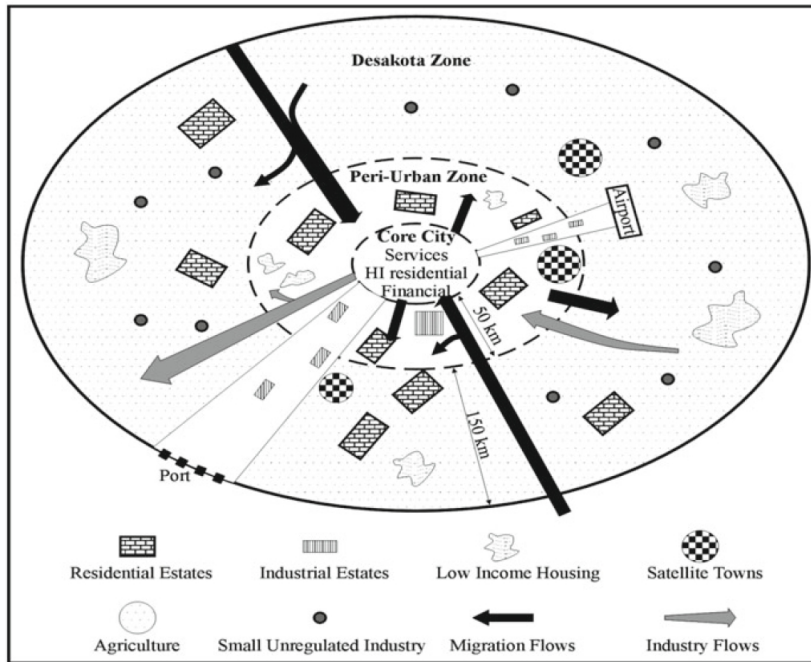 Desakota Zone
Peri-Urban Zone
Airport
Core City
Services
HI residential
Financial
50 km
150 km
Port
Residential Estates
Industrial Estates
Low Income Housing
Satellite Towns
Agriculture
Small Unregulated Industry
Migration Flows
Industry Flows